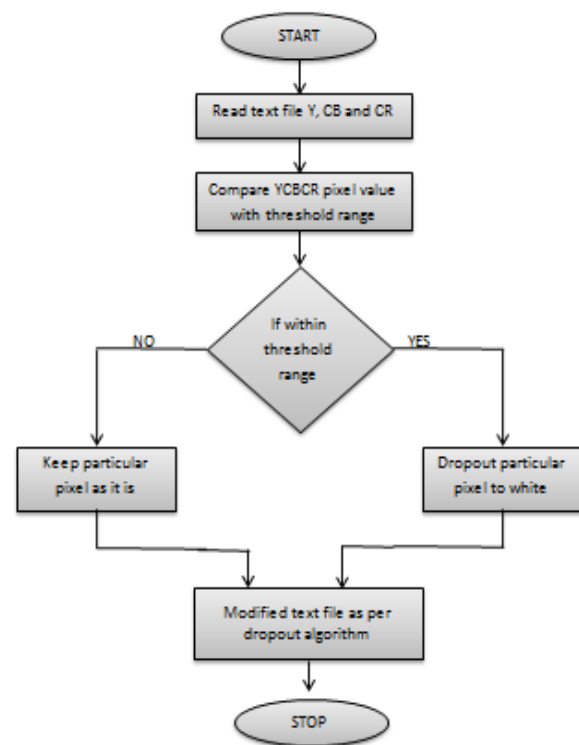 START
Read text file Y, CB and CR
Compare YCBCR pixel value
with threshold range
If within
threshold
range
NO
YES
Keep particular
pixel as it is
Dropout particular
pixel to white
Modified text file as per
dropout algorithm
STOP